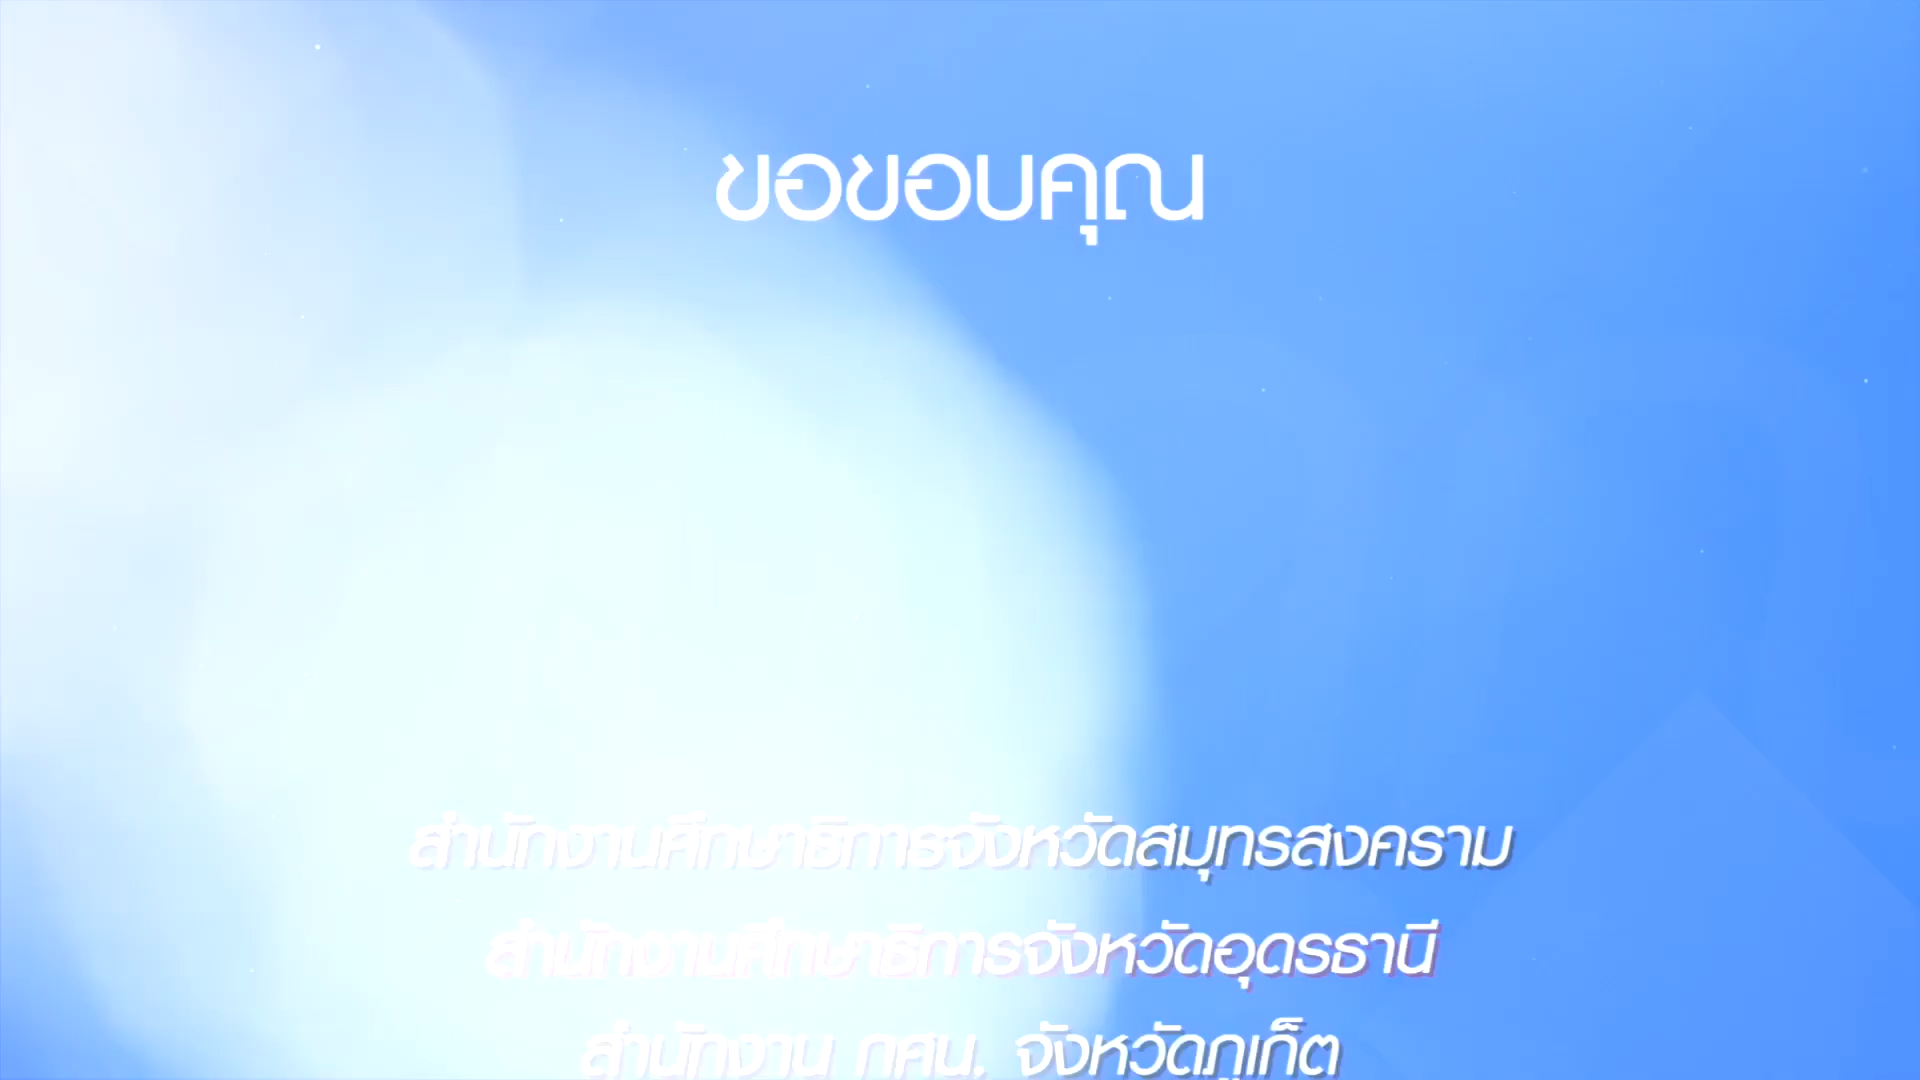 ขอขอบคุณ
สำนักงานศึกษาธิการจังหวัดสมุทรสงคราม
สำนักงานศึกษาธิการจังหวัดอุดรธานี
สำนักงาน กศน. จังหวัดภูเก็ต